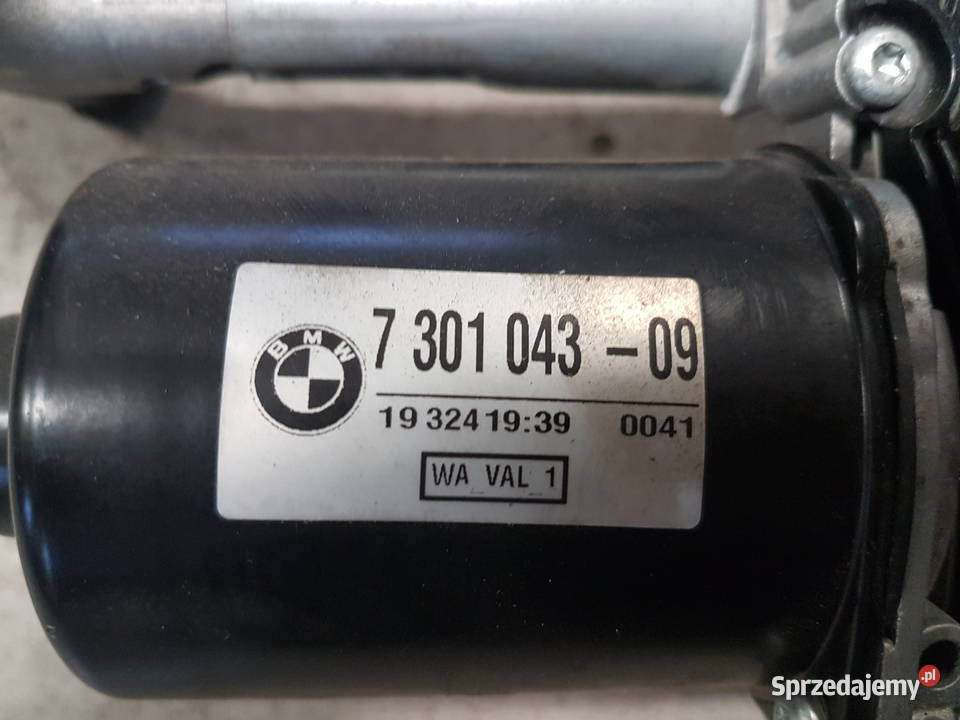 BMW
7 301 043 - 09
19 324 19:39 0041
WA VAL 1
Sprzedajemy.pl